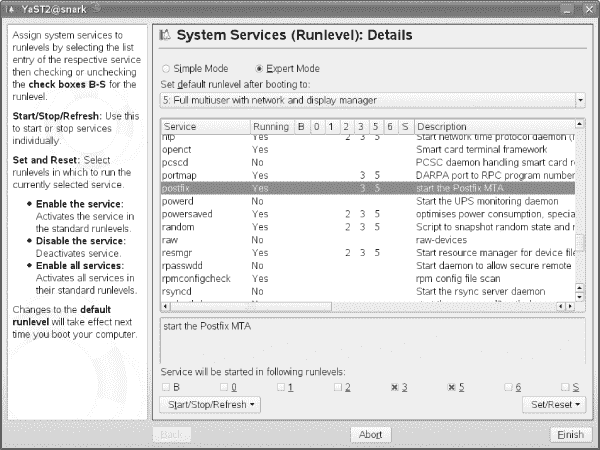 YaST2@snark
Assign system services to
runlevels by selecting the list
entry of the respective service
then checking or unchecking
the check boxes B-S for the
runlevel.
Start/Stop/Refresh: Use this
to start or stop services
individually.
Set and Reset: Select
runlevels in which to run the
currently selected service.
Enable the service:
Activates the service in
the standard runlevels.
Disable the service:
Deactivates service.
Enable all services:
Activates all services in
their standard runlevels.
Changes to the default
runlevel will take effect next
time you boot your computer.
System Services (Runlevel): Details
Simple Mode Expert Mode
Set default runlevel after booting to:
5: Full multiuser with network and display manager
Service Running B 0 1 2 3 5 6 S Description
ntp Yes 2 3 5 Start network time protocol daemon (
openct Yes Smart card terminal framework
pcscd No PCSC daemon handling smart card r
portmap Yes 3 5 DARPA port to RPC program number
postfix Yes 3 5 start the Postfix MTA
powerd No Start the UPS monitoring daemon
powersaved Yes 2 3 5 optimises power consumption, specia
random Yes 2 3 5 Script to snapshot random state and r
raw No raw-devices
resmgr Yes 2 3 5 Start resource manager for device file
rpasswdd No Start daemon to allow secure remote
rpmconfigcheck Yes rpm config file scan
rsyncd No Start the rsync server daemon
start the Postfix MTA
Service will be started in following runlevels:
B 0 1 2 3 5 6 S
Start/Stop/Refresh Set/Reset
Back Abort Finish